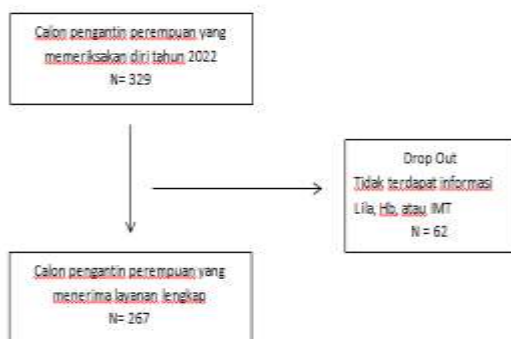 Calon pengantin perempuan yang
memeriksakan diri tahun 2022
N= 329
Drop Out
Tidak terdapat informasi
Lila, Hb, atau IMT
N = 62
Calon pengantin perempuan yang
menerima layanan lengkap
N= 267